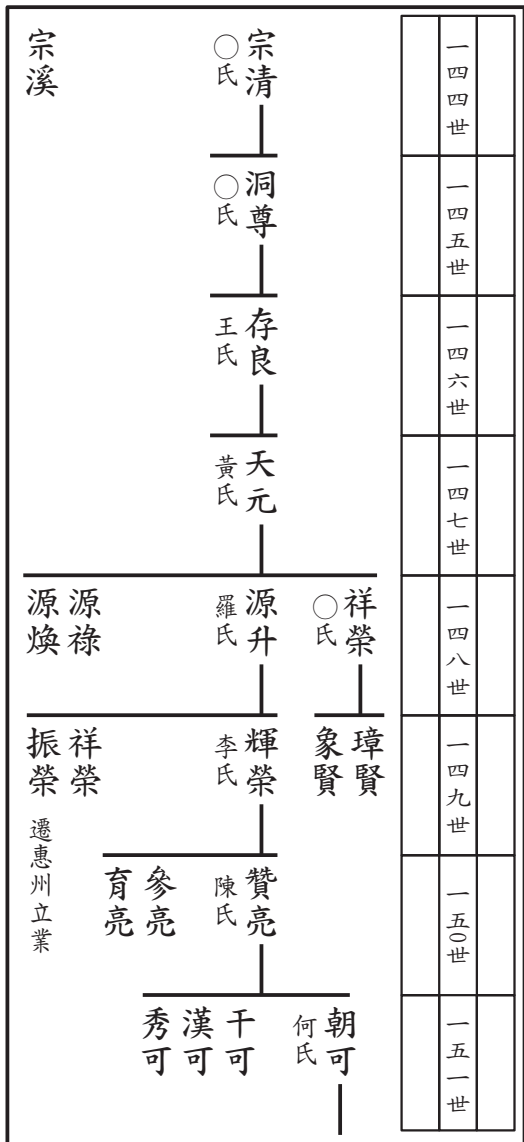 一四四世
宗清
○氏
宗溪
一四五世
洞尊
○氏
一四六世
存良
王氏
一四七世
天元
黃氏
一四八世
祥榮
○氏
源升
羅氏
源祿
源煥
一四九世
璋賢
象賢
輝榮
李氏
祥榮
振榮
遷惠州立業
一五○世
贊亮
陳氏
參亮
育亮
一五一世
朝可
何氏
干可
漢可
秀可